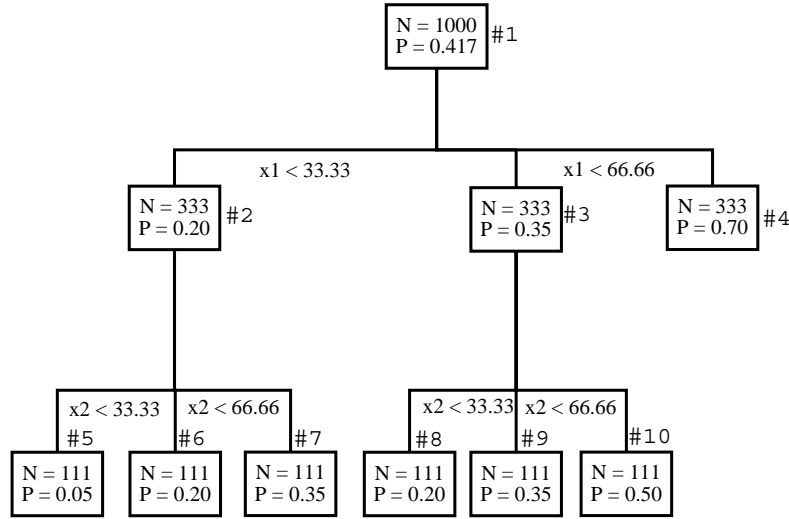 N = 1000
P = 0.417
#1
x1 < 33.33
x1 < 66.66
N = 333
P = 0.20
#2
N = 333
P = 0.35
#3
N = 333
P = 0.70
#4
x2 < 33.33
x2 < 66.66
x2 < 33.33
x2 < 66.66
#5
#6
#7
#8
#9
#10
N = 111
P = 0.05
N = 111
P = 0.20
N = 111
P = 0.35
N = 111
P = 0.20
N = 111
P = 0.35
N = 111
P = 0.50